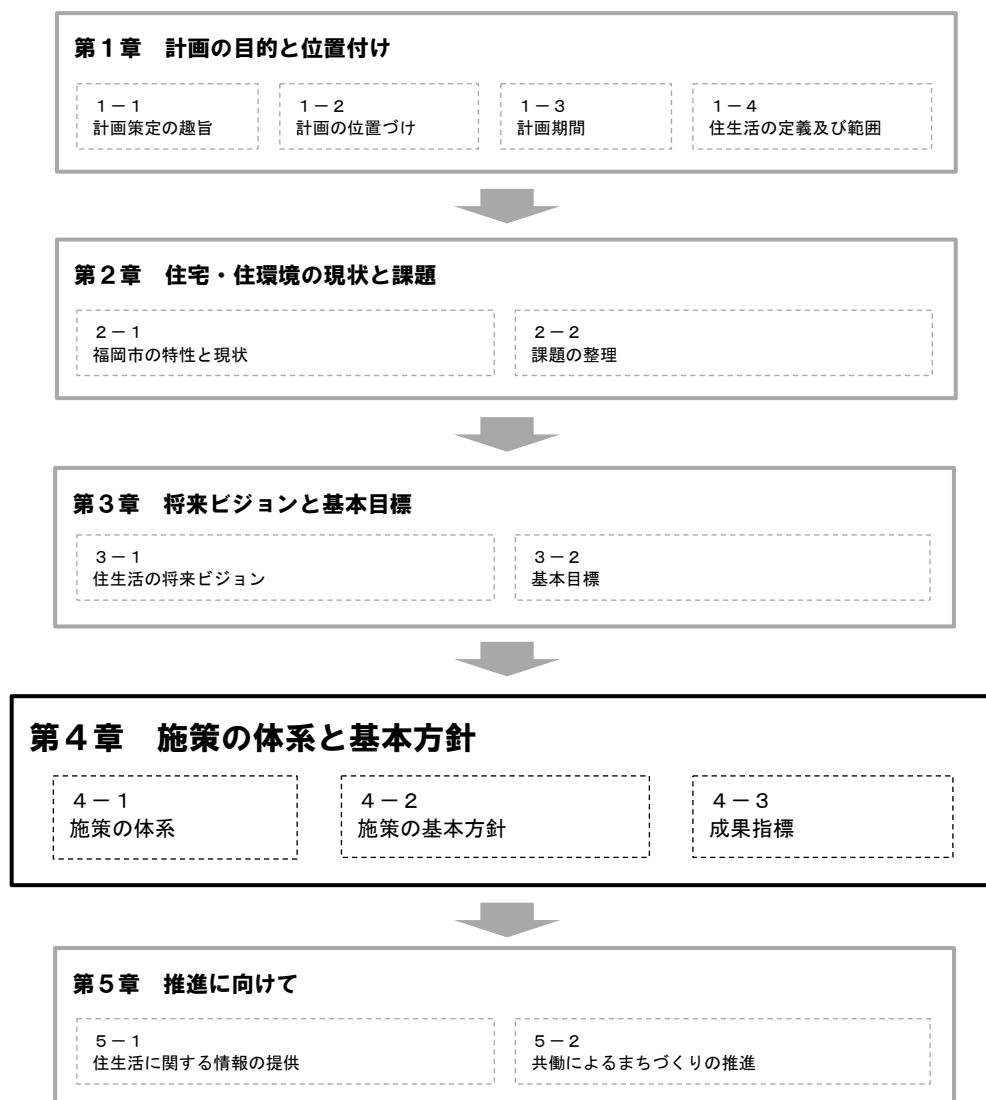 第１章　計画の目的と位置付け
１－１
計画策定の趣旨
１－２
計画の位置づけ
１－３
計画期間
１－４
住生活の定義及び範囲
第２章　住宅・住環境の現状と課題
２－１
福岡市の特性と現状
２－２
課題の整理
第３章　将来ビジョンと基本目標
３－１
住生活の将来ビジョン
３－２
基本目標
第４章　施策の体系と基本方針
４－１
施策の体系
４－２
施策の基本方針
４－３
成果指標
第５章　推進に向けて
５－１
住生活に関する情報の提供
５－２
共働によるまちづくりの推進